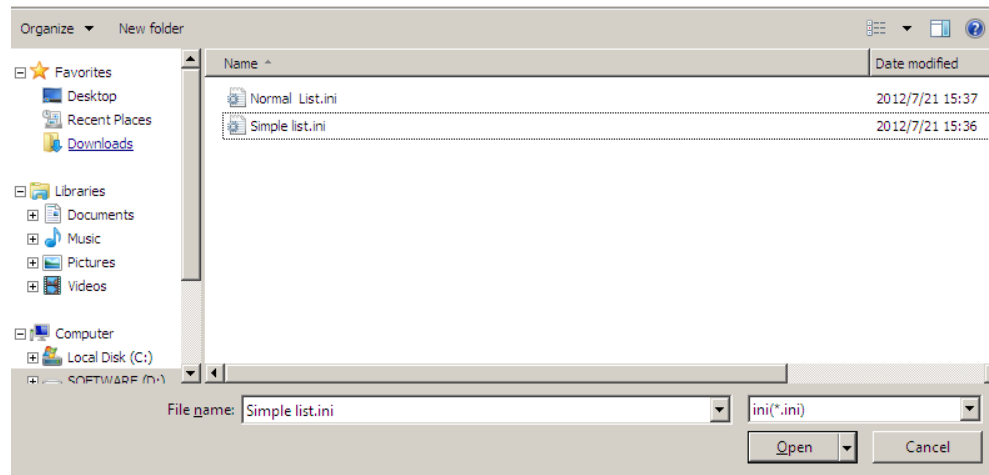 Organize New folder
Name Date modified
Favorites
Desktop
Recent Places
Downloads
Libraries
Documents
Music
Pictures
Videos
Computer
Local Disk (C:)
SOFTWARE (D:)
Normal List.ini 2012/7/21 15:37
Simple list.ini 2012/7/21 15:36
File name: Simple list.ini ini(*.ini)
Open Cancel